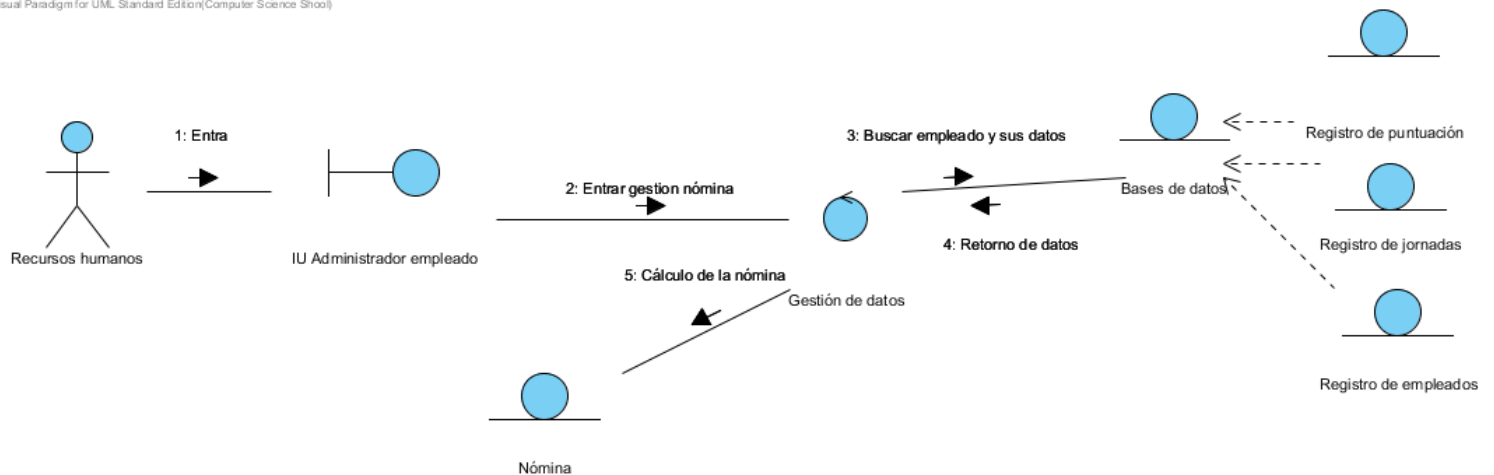 sual Paradigm for UML Standard Edition(Computer Science Shool)
1: Entra
3: Buscar empleado y sus datos
Registro de puntuación
2: Entrar gestion nómina
Bases de datos
Recursos humanos
IU Administrador empleado
4: Retorno de datos
Registro de jornadas
5: Cálculo de la nómina
Gestión de datos
Registro de empleados
Nómina